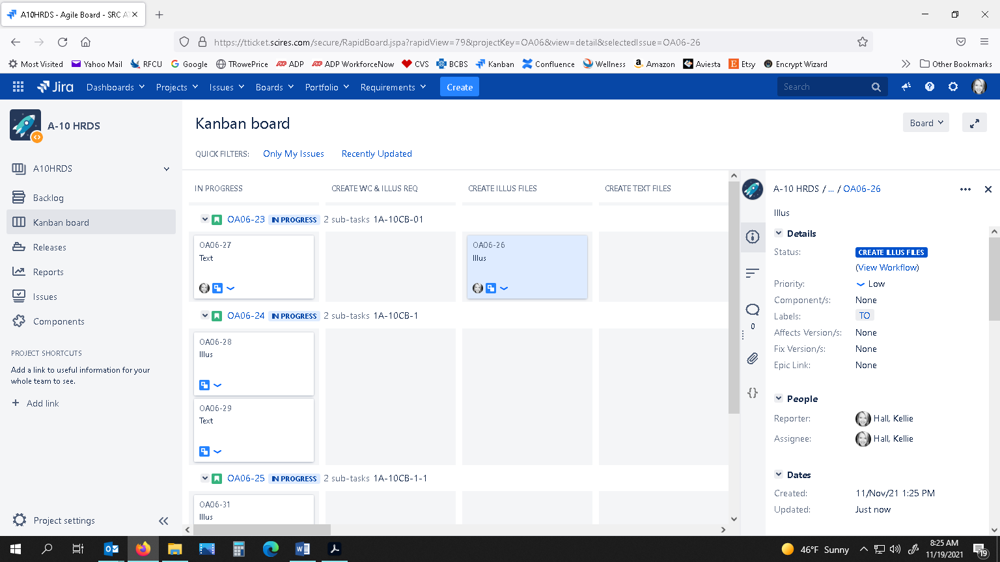 A10HRDS - Agile Board - SRC AT
https://tticket.scires.com/secure/RapidBoard.jspa?rapidView=79&projectKey=OA06&view=detail&selectedIssue=OA06-26
Most Visited Yahoo Mail RFCU Google TRowePrice ADP ADP WorkforceNow CVS BCBS Kanban Confluence Wellness Amazon Aviesta Etsy Encrypt Wizard Other Bookmarks
Jira Dashboards Projects Issues Boards Portfolio Requirements Create Search
A-10 HRDS
A10HRDS
Backlog
Kanban board
Releases
Reports
Issues
Components
PROJECT SHORTCUTS
Add a link to useful information for your
whole team to see.
+ Add link
Project settings
Kanban board
Board
QUICK FILTERS: Only My Issues Recently Updated
IN PROGRESS CREATE WC & ILLUS REQ CREATE ILLUS FILES CREATE TEXT FILES
OA06-23 IN PROGRESS 2 sub-tasks 1A-10CB-01
OA06-27
Text
OA06-26
Illus
OA06-24 IN PROGRESS 2 sub-tasks 1A-10CB-1
OA06-28
Illus
OA06-29
Text
OA06-25 IN PROGRESS 2 sub-tasks 1A-10CB-1-1
OA06-31
Illus
0
A-10 HRDS / ... / OA06-26
Illus
Details
Status: CREATE ILLUS FILES
(View Workflow)
Priority: Low
Component/s: None
Labels: TO
Affects Version/s: None
Fix Version/s: None
Epic Link: None
People
Reporter: Hall, Kellie
Assignee: Hall, Kellie
Dates
Created: 11/Nov/21 1:25 PM
Updated: Just now
46°F Sunny
8:25 AM
11/19/2021
19